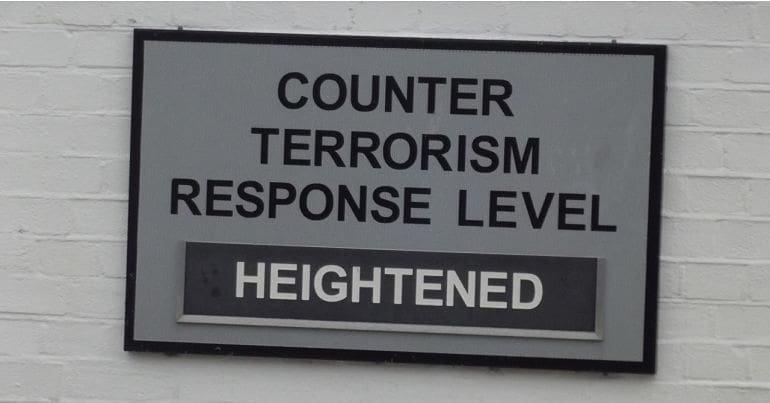 COUNTER
TERRORISM
RESPONSE LEVEL
HEIGHTENED